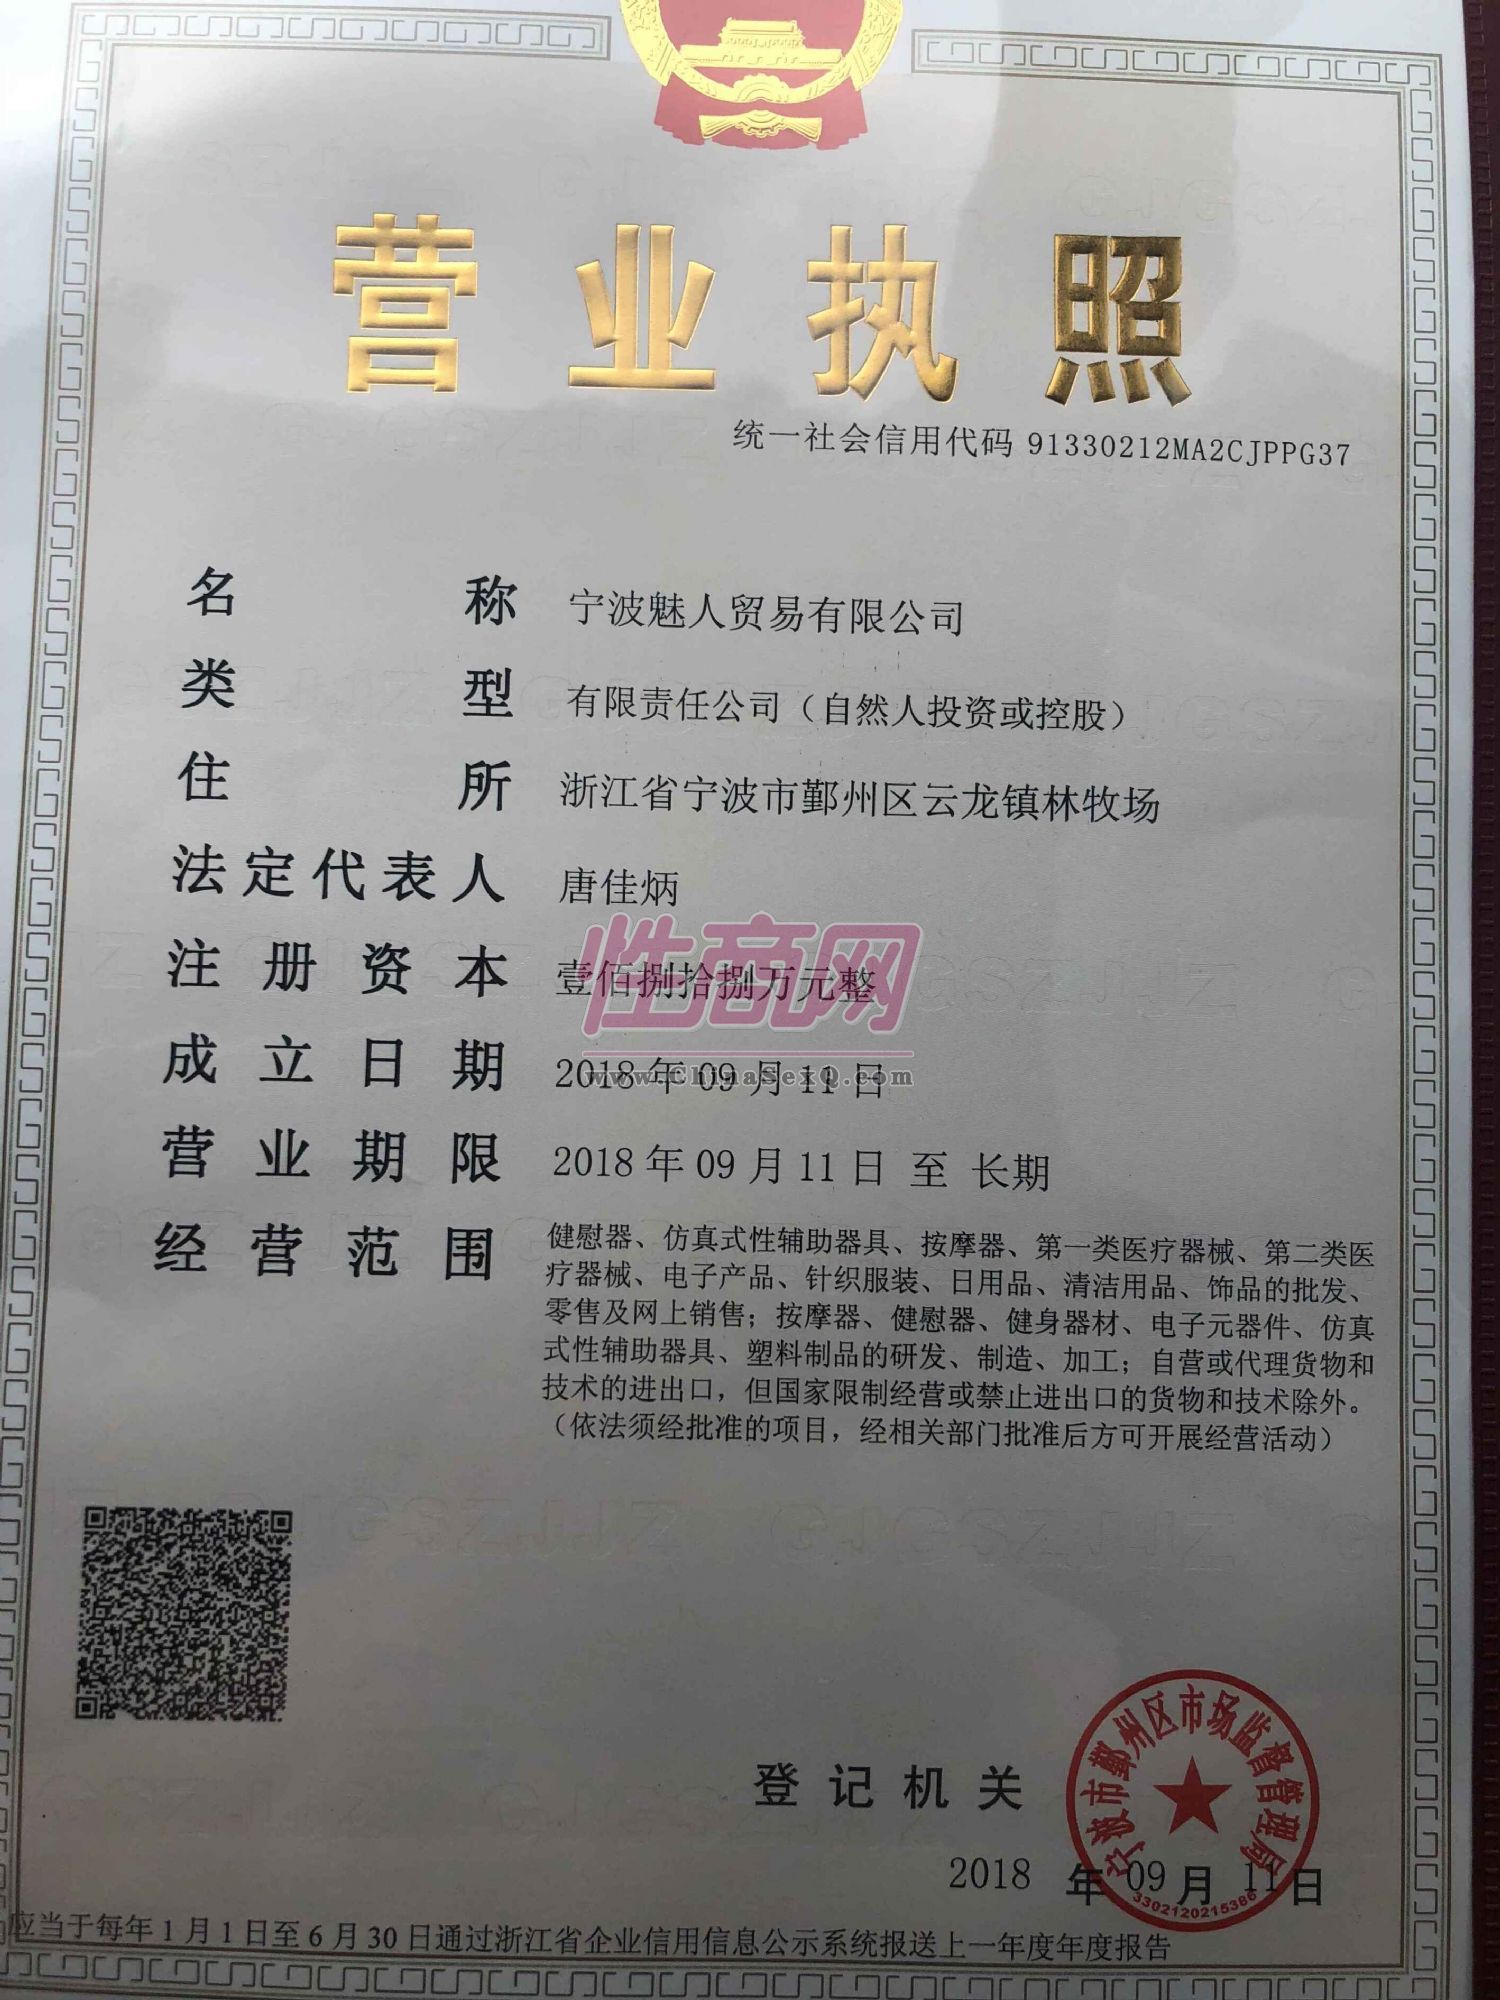 营业执照
统一社会信用代码 91330212MA2CJPPG37
名称 宁波魅人贸易有限公司
类型 有限责任公司（自然人投资或控股）
住所 浙江省宁波市鄞州区云龙镇林牧场
法定代表人 唐佳炳
注册资本 壹佰捌拾捌万元整
性商网
成立日期 2018年09月11日
www.ChinaSexQ.com
营业期限 2018年09月11日 至 长期
经营范围 健慰器、仿真式性辅助器具、按摩器、第一类医疗器械、第二类医
疗器械、电子产品、针织服装、日用品、清洁用品、饰品的批发、
零售及网上销售；按摩器、健慰器、健身器材、电子元器件、仿真
式性辅助器具、塑料制品的研发、制造、加工；自营或代理货物和
技术的进出口，但国家限制经营或禁止进出口的货物和技术除外。
（依法须经批准的项目，经相关部门批准后方可开展经营活动）
登记机关
宁波市鄞州区市场监督管理局
2018 年 09 月 11 日
3302120215386
应当于每年1月1日至6月30日通过浙江省企业信用信息公示系统报送上一年度年度报告